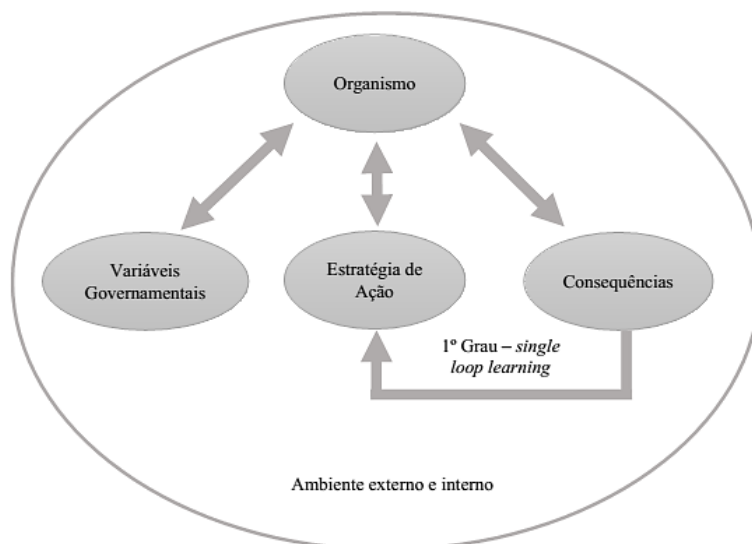 Organismo
Variáveis
Governamentais
Estratégia de
Ação
Consequências
1º Grau – single
loop learning
Ambiente externo e interno